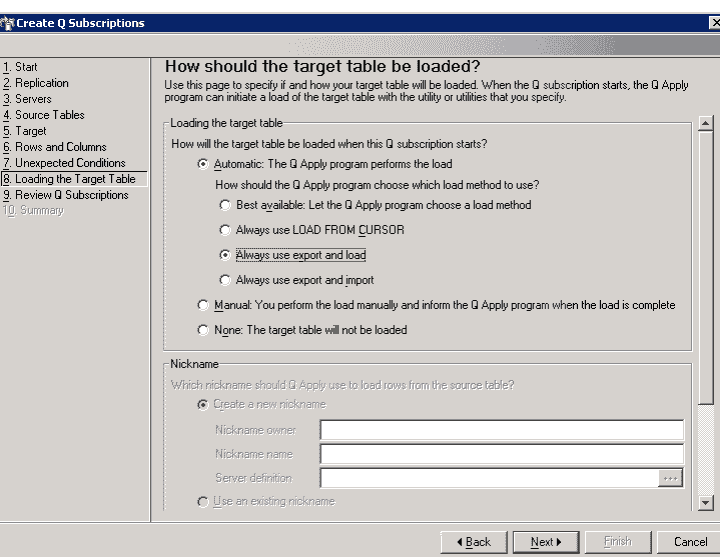 Create Q Subscriptions
1. Start
2. Replication
3. Servers
4. Source Tables
5. Target
6. Rows and Columns
7. Unexpected Conditions
8. Loading the Target Table
9. Review Q Subscriptions
10. Summary
How should the target table be loaded?
Use this page to specify if and how your target table will be loaded. When the Q subscription starts, the Q Apply
program can initiate a load of the target table with the utility or utilities that you specify.
Loading the target table
How will the target table be loaded when this Q subscription starts?
Automatic: The Q Apply program performs the load
How should the Q Apply program choose which load method to use?
Best available: Let the Q Apply program choose a load method
Always use LOAD FROM CURSOR
Always use export and load
Always use export and import
Manual: You perform the load manually and inform the Q Apply program when the load is complete
None: The target table will not be loaded
Nickname
Which nickname should Q Apply use to load rows from the source table?
Create a new nickname
Nickname owner
Nickname name
Server definition
...
Use an existing nickname
Back
Next
Finish
Cancel